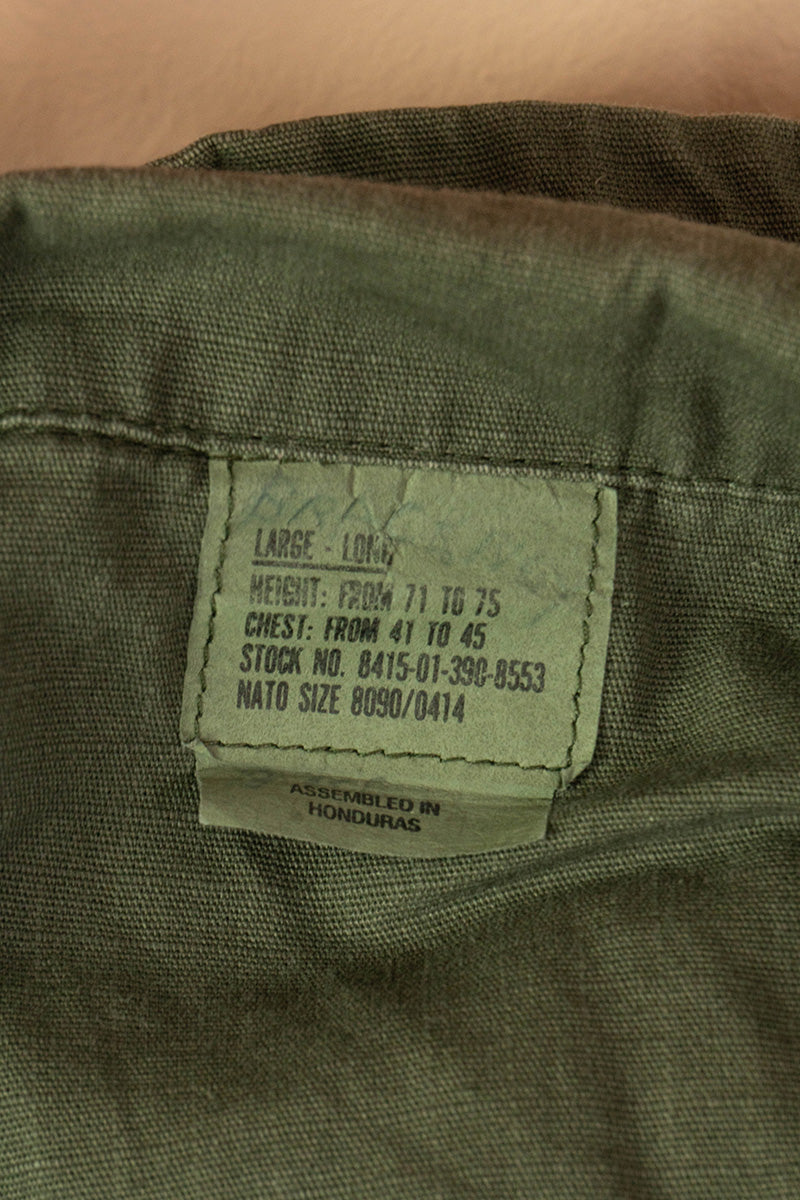 LARGE - LONG
HEIGHT: FROM 71 TO 75
CHEST: FROM 41 TO 45
STOCK NO. 8415-01-390-8553
NATO SIZE 8090/0414
ASSEMBLED IN
HONDURAS